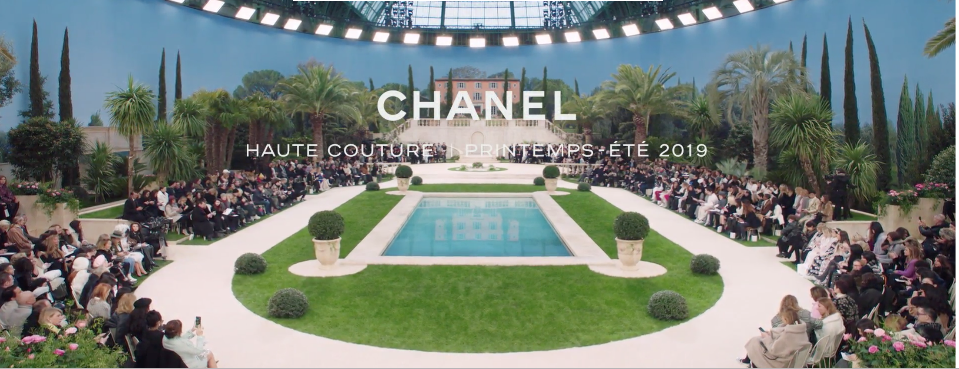 CHANEL
HAUTE COUTURE | PRINTEMPS-ÉTÉ 2019